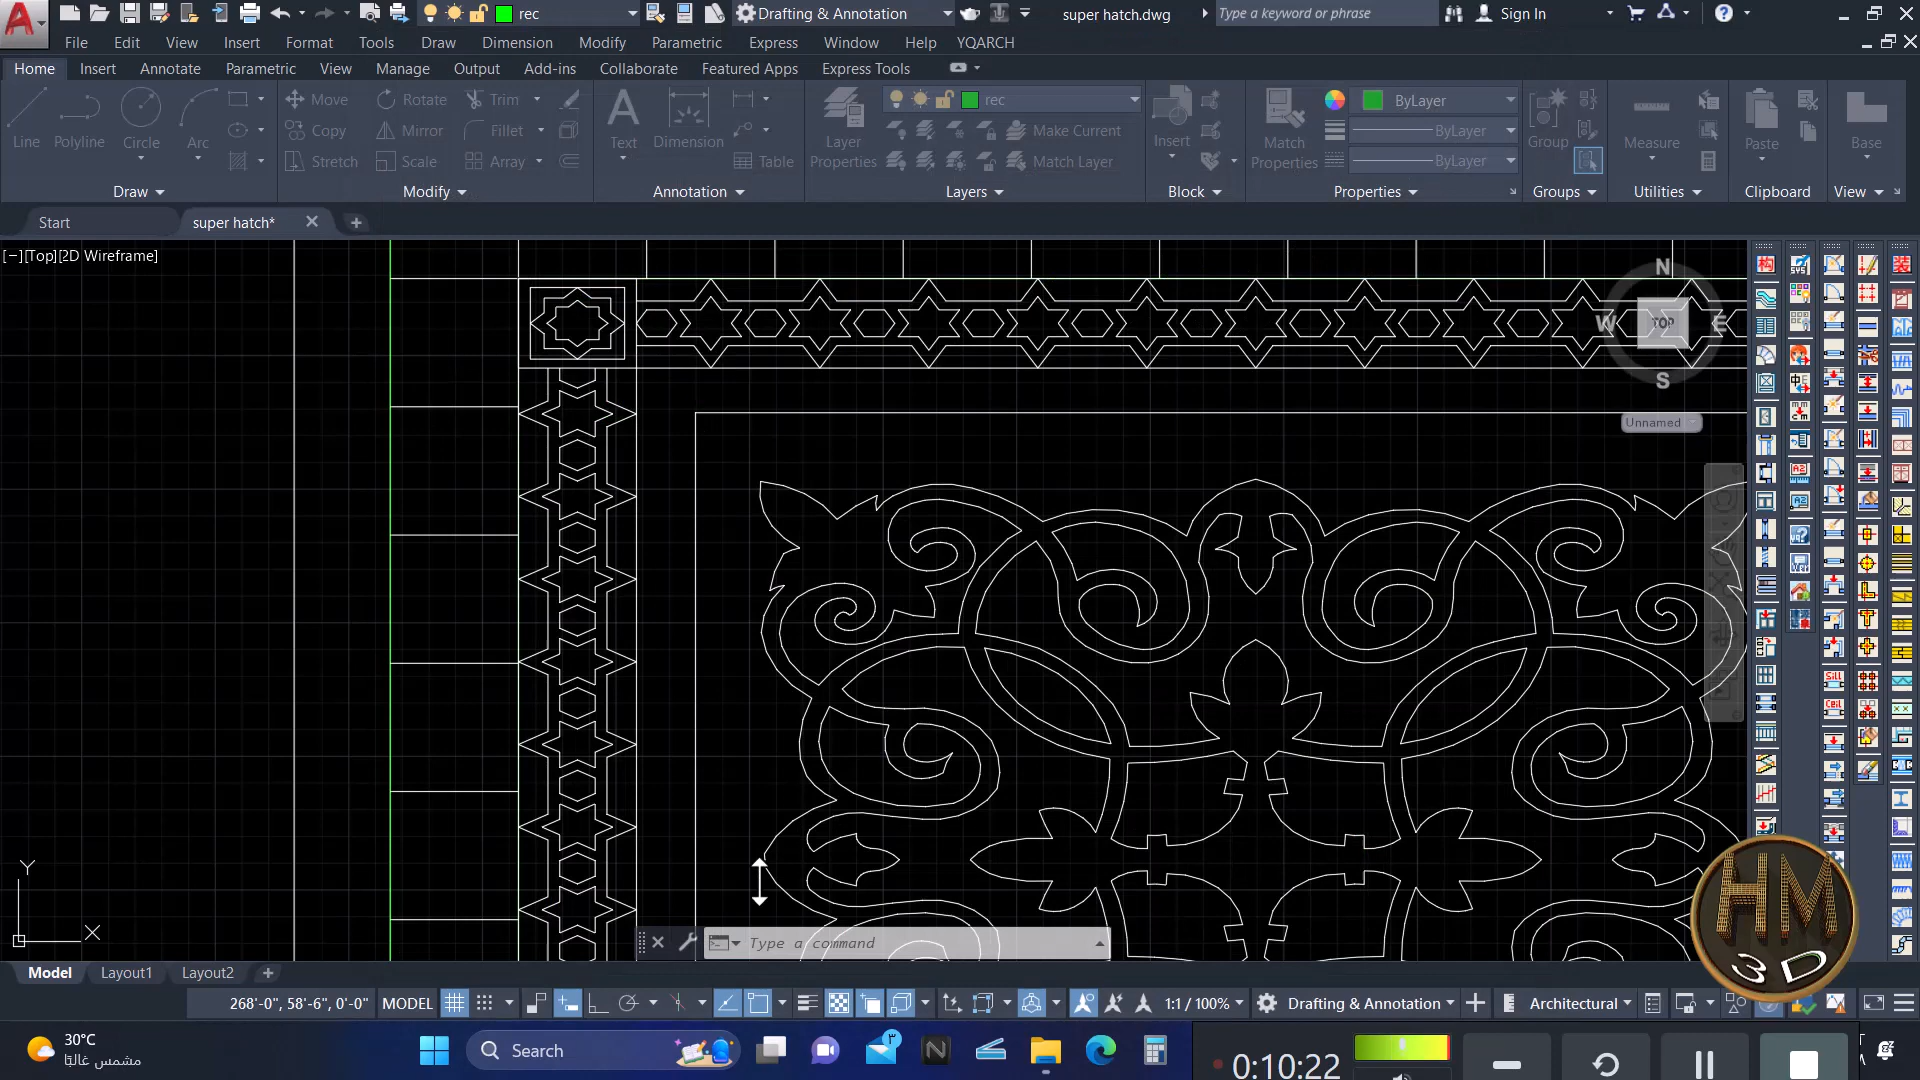 rec
Drafting & Annotation
super hatch.dwg
Type a keyword or phrase
Sign In
File Edit View Insert Format Tools Draw Dimension Modify Parametric Express Window Help YQARCH
Home Insert Annotate Parametric View Manage Output Add-ins Collaborate Featured Apps Express Tools
Line Polyline Circle Arc
Move Rotate Trim
Copy Mirror Fillet
Stretch Scale Array
Text Dimension Table
Layer Properties
rec
Make Current
Match Layer
Insert
Match Properties
ByLayer
ByLayer
ByLayer
Group
Measure
Paste
Base
Draw Modify Annotation Layers Block Properties Groups Utilities Clipboard View
Start super hatch*
[−][Top][2D Wireframe]
N
W TOP E
S
Unnamed
Y
X
Type a command
HM
3D
Model Layout1 Layout2
268'-0", 58'-6", 0'-0" MODEL 1:1 / 100% Drafting & Annotation Architectural
30°C
مشمس غالبًا
Search
0:10:22